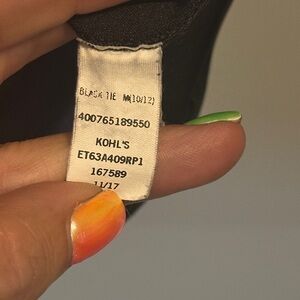 BLACK TIE M(10/12)
400765189550
KOHL'S
ET63A409RP1
167589
11/17